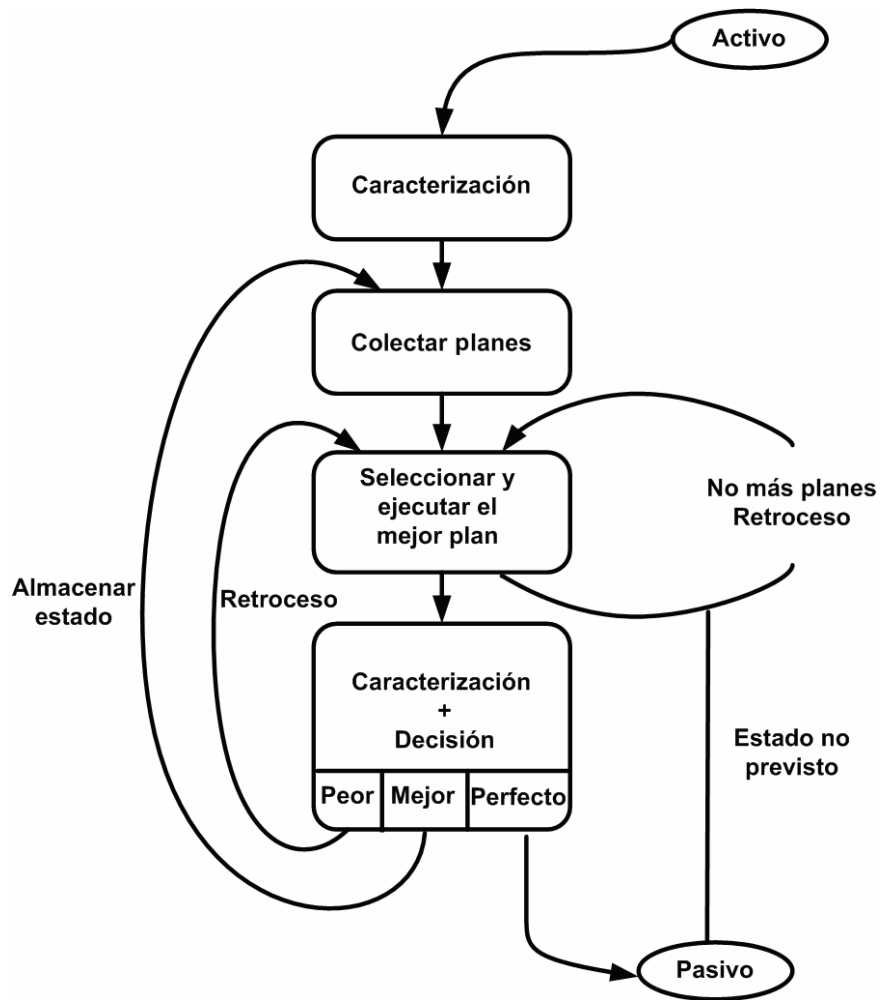 Activo
Caracterización
Colectar planes
Seleccionar y
ejecutar el
mejor plan
No más planes
Retroceso
Almacenar
estado
Retroceso
Caracterización
+
Decisión
Peor
Mejor
Perfecto
Estado no
previsto
Pasivo